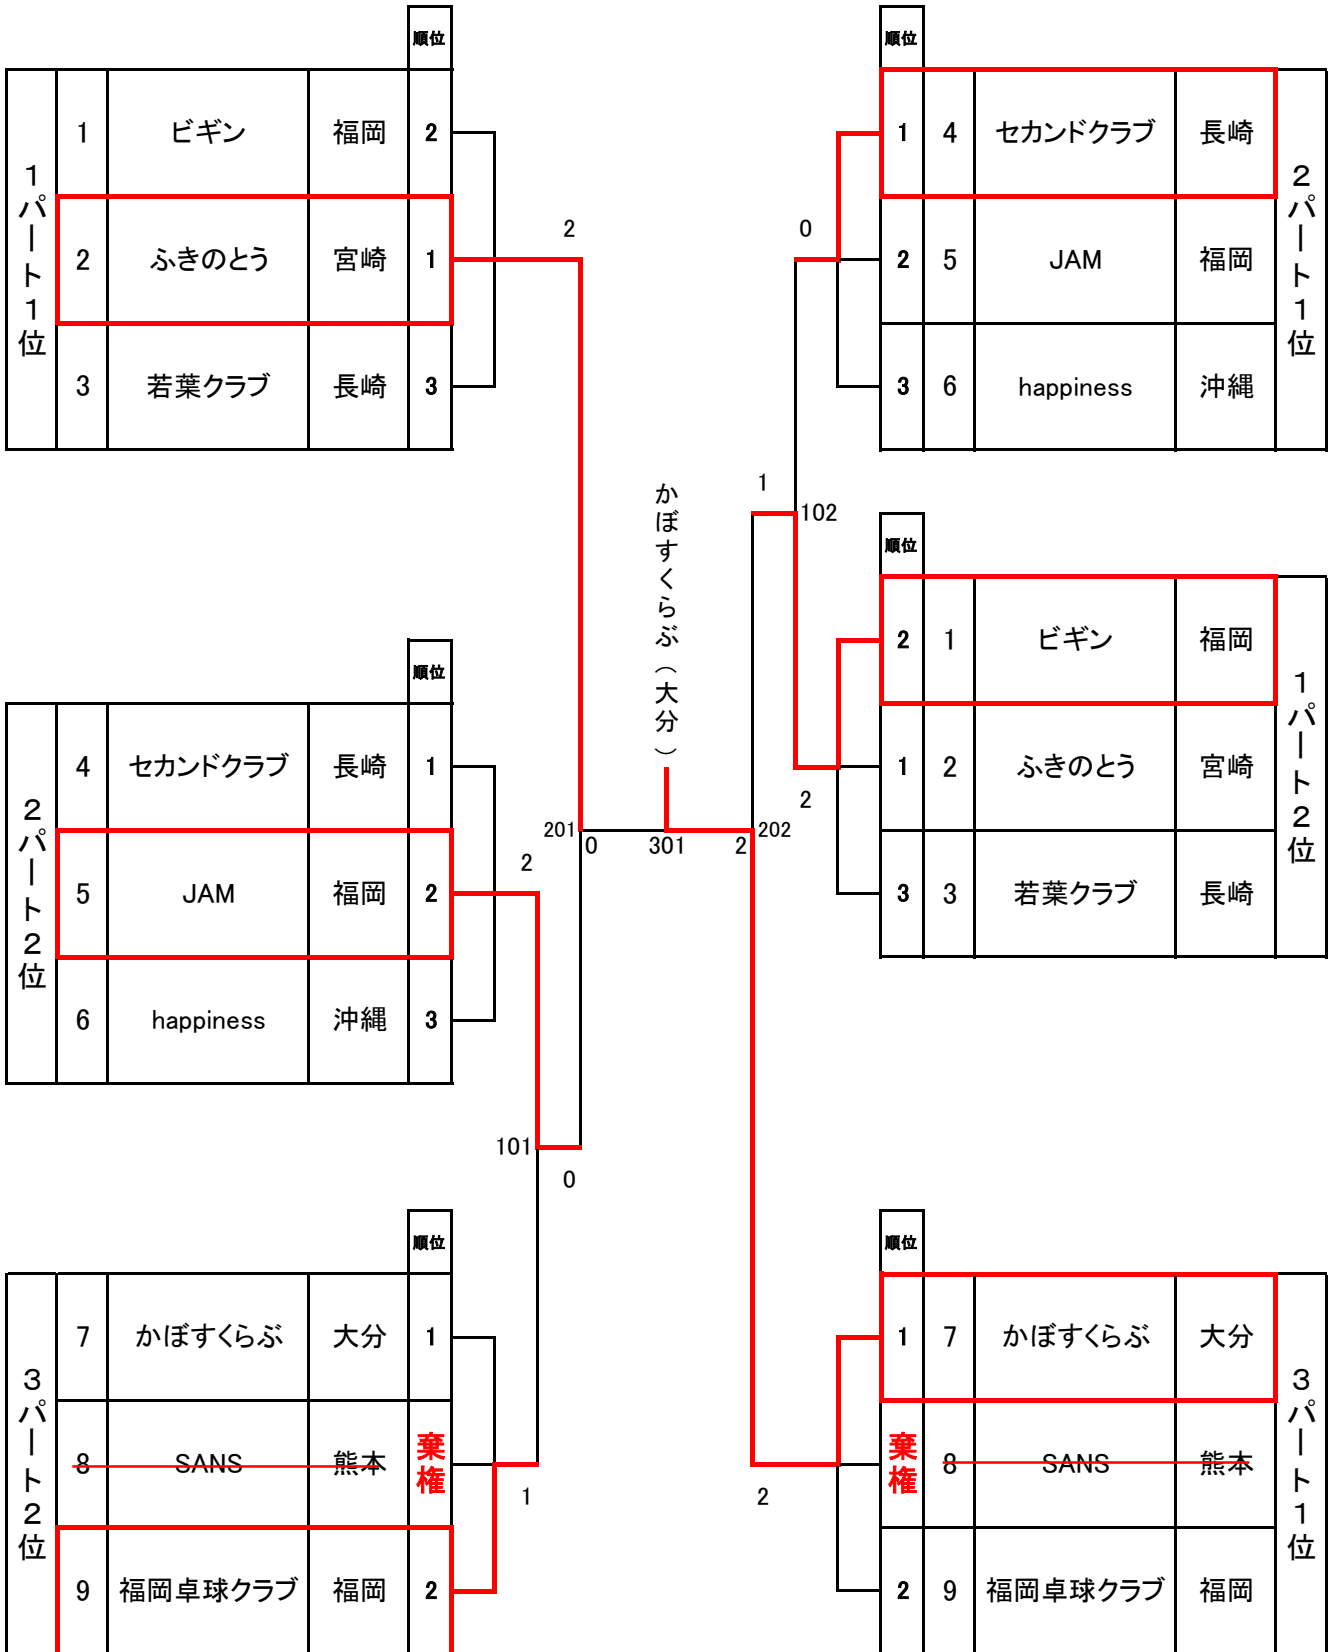 順位
1パート1位
1 ビギン 福岡 2
2 ふきのとう 宮崎 1
3 若葉クラブ 長崎 3
2
順位
2パート2位
4 セカンドクラブ 長崎 1
5 JAM 福岡 2
6 happiness 沖縄 3
2
101
0
順位
3パート2位
7 かぼすくらぶ 大分 1
8 SANS 熊本 棄権
9 福岡卓球クラブ 福岡 2
1
かぼすくらぶ(大分)
201
0
301
2
202
順位
1 4 セカンドクラブ 長崎
2 5 JAM 福岡
3 6 happiness 沖縄
2パート1位
0
1
102
順位
2 1 ビギン 福岡
1 2 ふきのとう 宮崎
3 3 若葉クラブ 長崎
1パート2位
2
順位
1 7 かぼすくらぶ 大分
棄権 8 SANS 熊本
2 9 福岡卓球クラブ 福岡
3パート1位
2